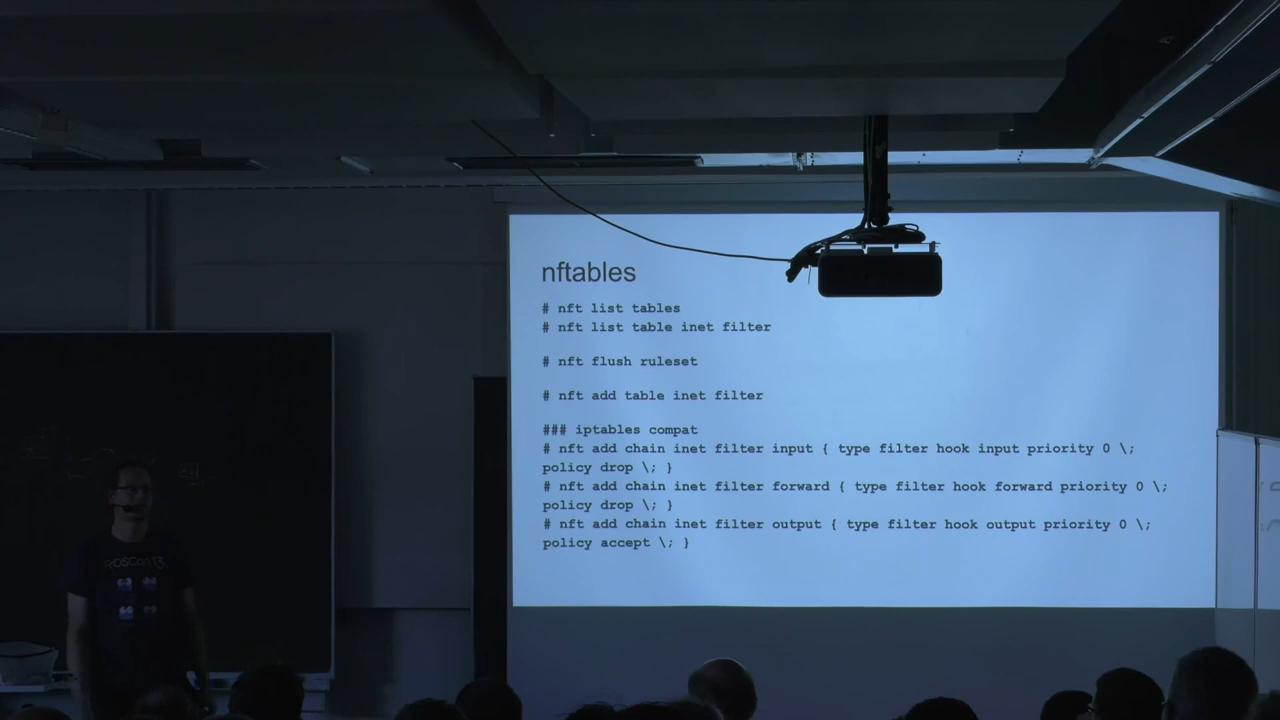 nftables
# nft list tables
# nft list table inet filter
# nft flush ruleset
# nft add table inet filter
### iptables compat
# nft add chain inet filter input { type filter hook input priority 0 \;
policy drop \; }
# nft add chain inet filter forward { type filter hook forward priority 0 \;
policy drop \; }
# nft add chain inet filter output { type filter hook output priority 0 \;
policy accept \; }